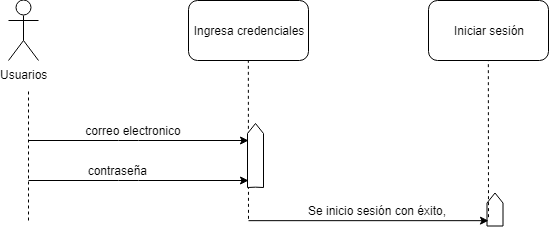 Ingresa credenciales
Iniciar sesión
Usuarios
correo electronico
contraseña
Se inicio sesión con éxito,